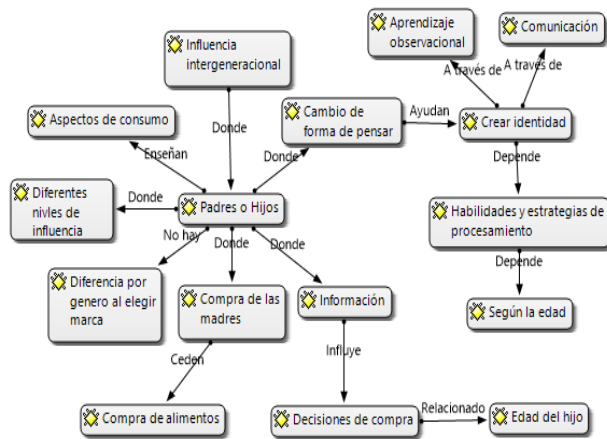 Aprendizaje
observacional
Comunicación
Influencia
intergeneracional
A través de
A través de
Aspectos de consumo
Donde
Cambio de
forma de pensar
Ayudan
Crear identidad
Enseñan
Donde
Depende
Diferentes
nivles de
influencia
Donde
Padres o Hijos
Habilidades y estrategias de
procesamiento
No hay
Donde
Donde
Depende
Diferencia por
genero al elegir
marca
Compra de las
madres
Información
Según la edad
Ceden
Influye
Compra de alimentos
Decisiones de compra
Relacionado
Edad del hijo